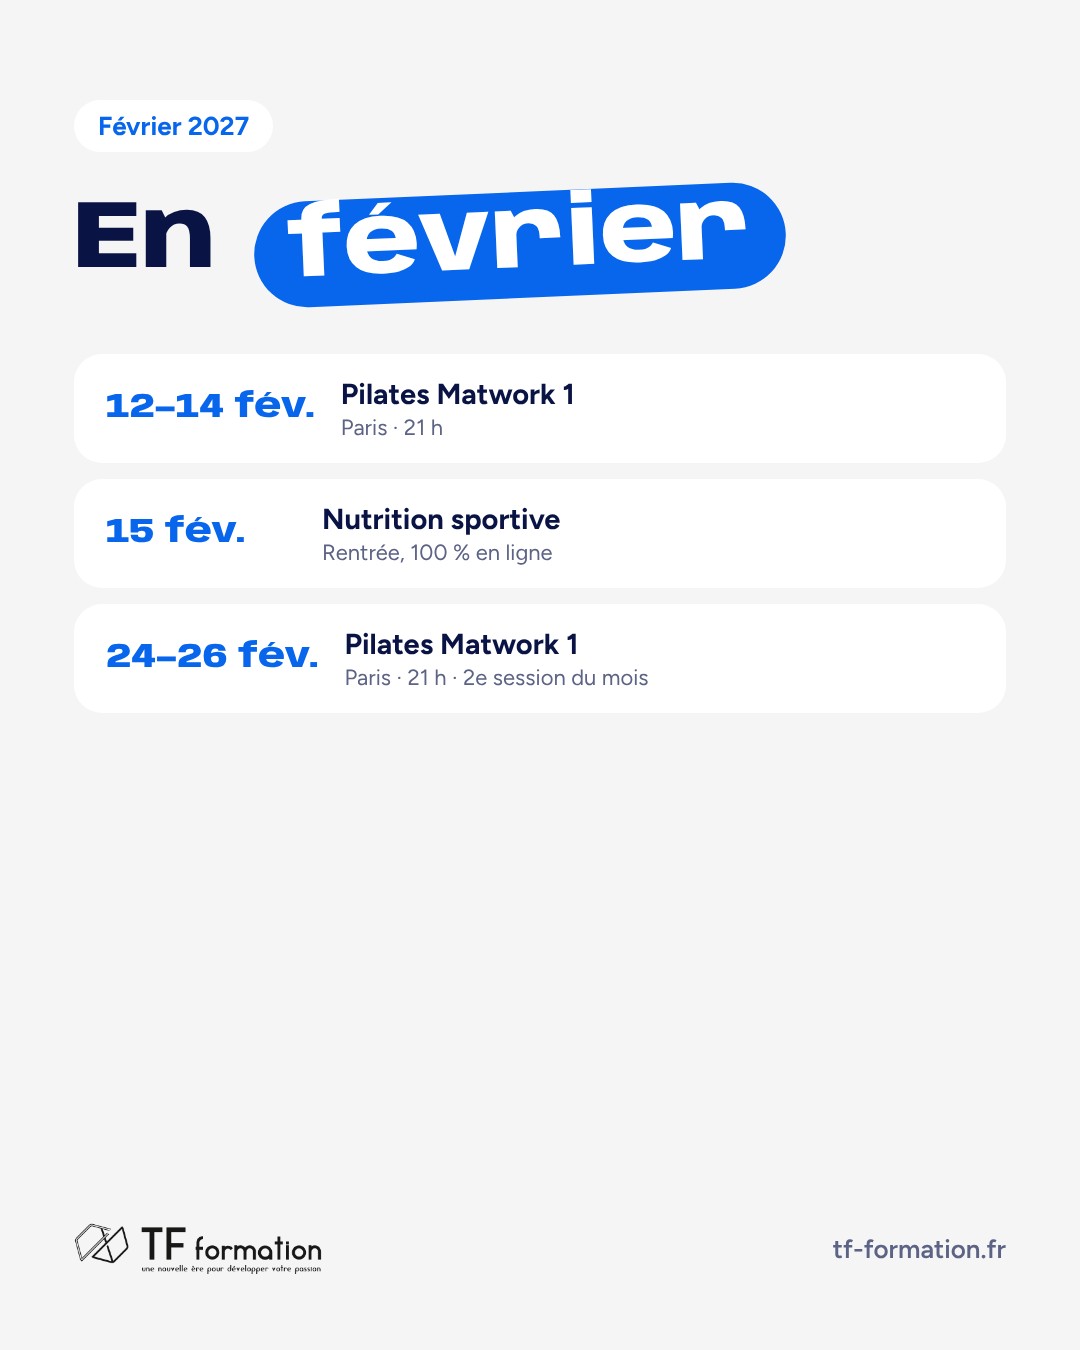 Février 2027
En février
12–14 fév.
Pilates Matwork 1
Paris · 21 h
15 fév.
Nutrition sportive
Rentrée, 100 % en ligne
24–26 fév.
Pilates Matwork 1
Paris · 21 h · 2e session du mois
TF formation
une nouvelle ère pour développer votre passion
tf-formation.fr